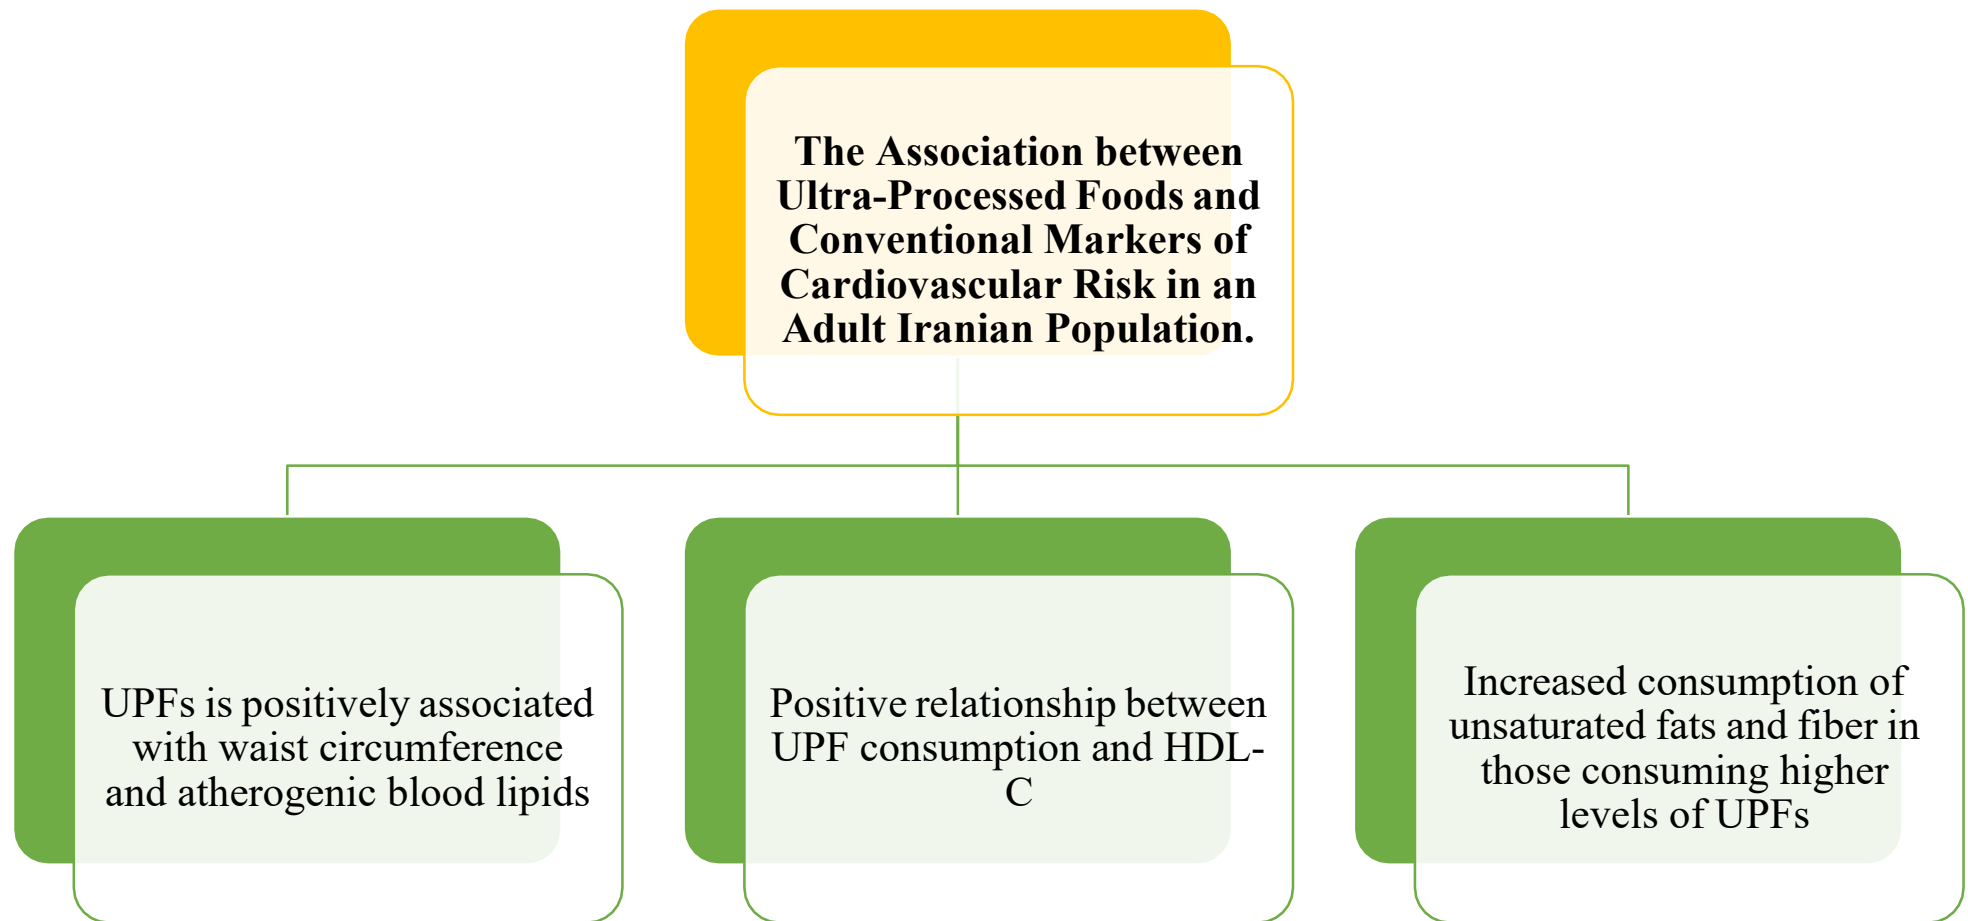 The Association between
Ultra-Processed Foods and
Conventional Markers of
Cardiovascular Risk in an
Adult Iranian Population.
UPFs is positively associated
with waist circumference
and atherogenic blood lipids
Positive relationship between
UPF consumption and HDL-
C
Increased consumption of
unsaturated fats and fiber in
those consuming higher
levels of UPFs